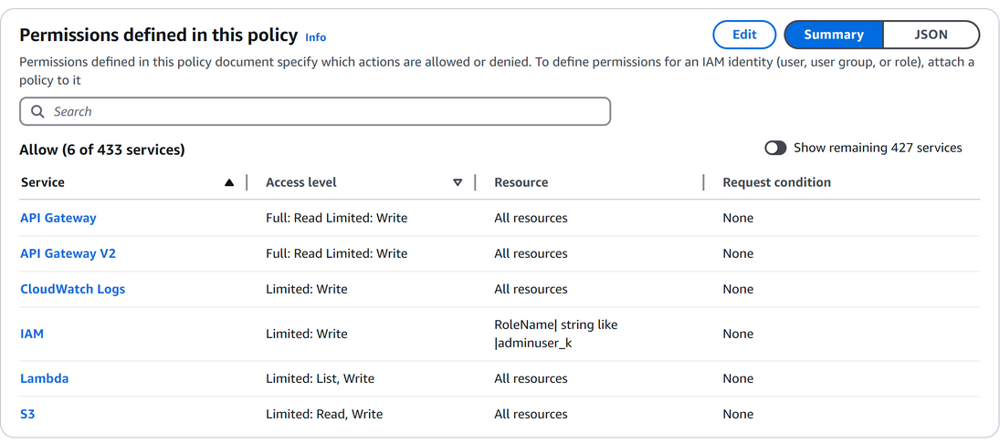 Permissions defined in this policy Info
Edit
Summary
JSON
Permissions defined in this policy document specify which actions are allowed or denied. To define permissions for an IAM identity (user, user group, or role), attach a
policy to it
Search
Allow (6 of 433 services)
Show remaining 427 services
Service Access level Resource Request condition
API Gateway Full: Read Limited: Write All resources None
API Gateway V2 Full: Read Limited: Write All resources None
CloudWatch Logs Limited: Write All resources None
IAM Limited: Write RoleName| string like
|adminuser_k None
Lambda Limited: List, Write All resources None
S3 Limited: Read, Write All resources None